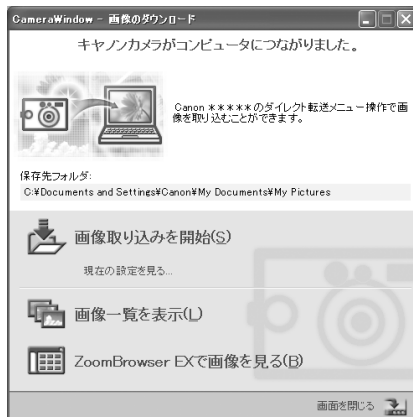 CameraWindow - 画像のダウンロード
キヤノンカメラがコンピュータにつながりました。
Canon *****のダイレクト転送メニュー操作で画
像を取り込むことができます。
保存先フォルダ:
C:¥Documents and Settings¥Canon¥My Documents¥My Pictures
画像取り込みを開始(S)
現在の設定を見る...
画像一覧を表示(L)
ZoomBrowser EXで画像を見る(B)
画面を閉じる